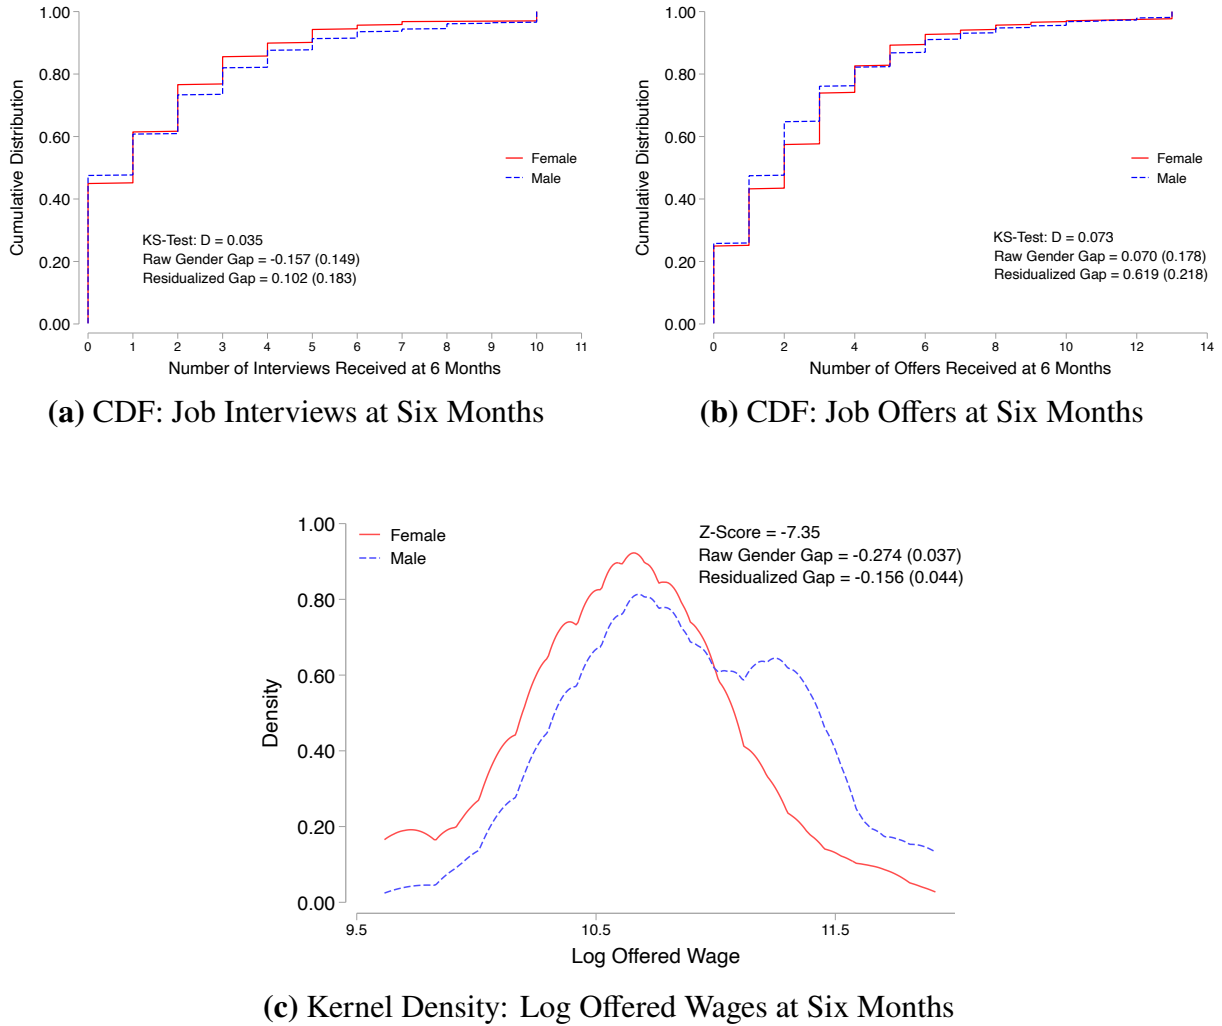 1.00
0.80
0.60
0.40
0.20
0.00
Cumulative Distribution
Female
Male
KS-Test: D = 0.035
Raw Gender Gap = -0.157 (0.149)
Residualized Gap = 0.102 (0.183)
0 1 2 3 4 5 6 7 8 9 10 11
Number of Interviews Received at 6 Months
(a) CDF: Job Interviews at Six Months
1.00
0.80
0.60
0.40
0.20
0.00
Cumulative Distribution
Female
Male
KS-Test: D = 0.073
Raw Gender Gap = 0.070 (0.178)
Residualized Gap = 0.619 (0.218)
0 2 4 6 8 10 12 14
Number of Offers Received at 6 Months
(b) CDF: Job Offers at Six Months
1.00
0.80
0.60
0.40
0.20
0.00
Density
Female
Male
Z-Score = -7.35
Raw Gender Gap = -0.274 (0.037)
Residualized Gap = -0.156 (0.044)
9.5 10.5 11.5
Log Offered Wage
(c) Kernel Density: Log Offered Wages at Six Months